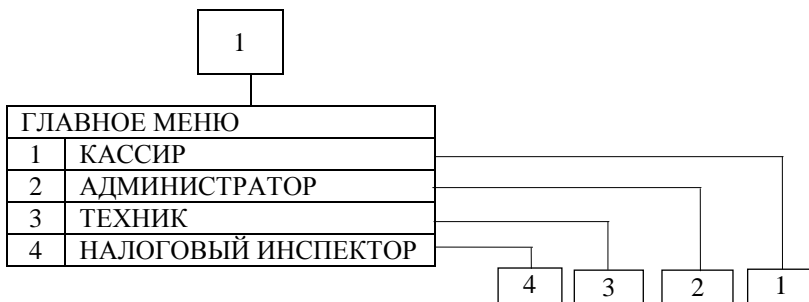 1
ГЛАВНОЕ МЕНЮ
1 КАССИР
2 АДМИНИСТРАТОР
3 ТЕХНИК
4 НАЛОГОВЫЙ ИНСПЕКТОР
4 3 2 1